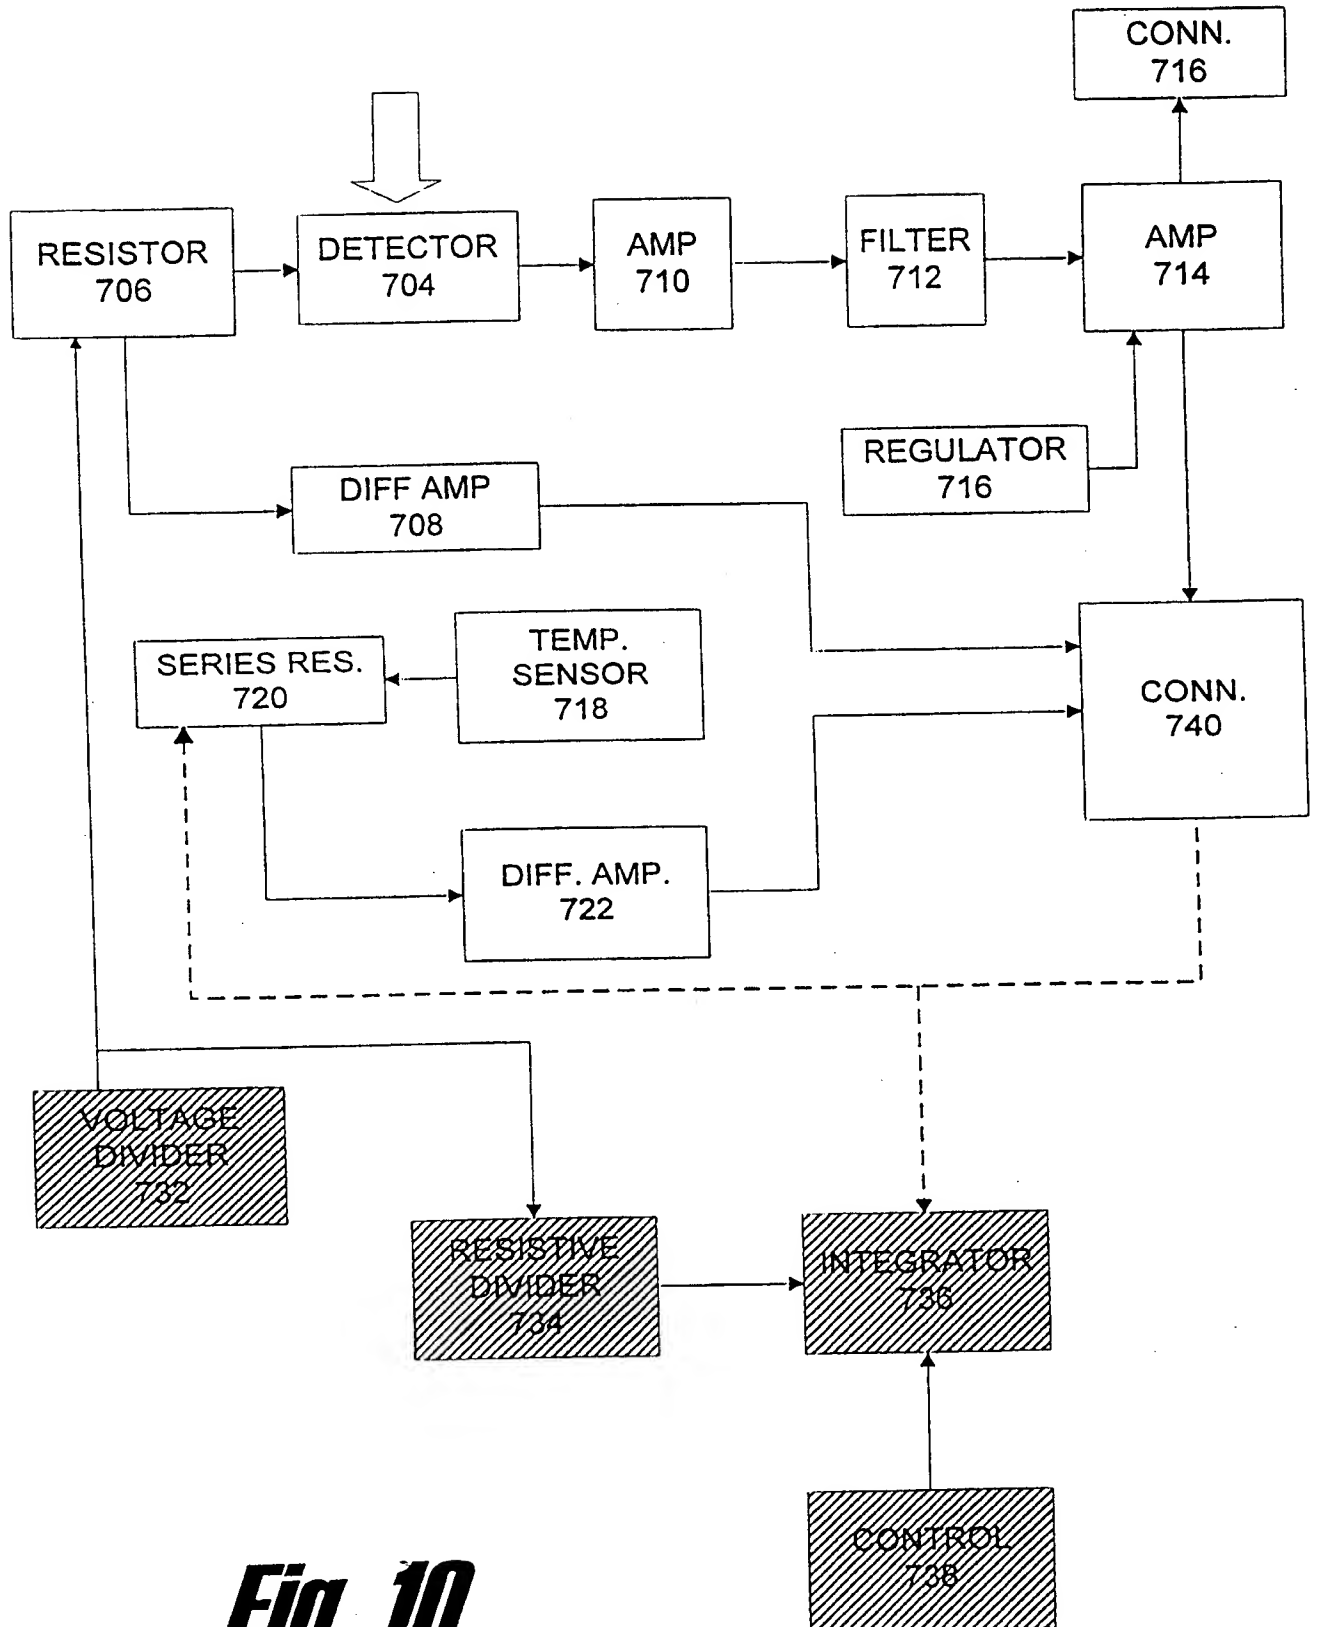 CONN.
716
RESISTOR
706
DETECTOR
704
AMP
710
FILTER
712
AMP
714
REGULATOR
716
DIFF AMP
708
SERIES RES.
720
TEMP.
SENSOR
718
CONN.
740
DIFF. AMP.
722
VOLTAGE
DIVIDER
732
RESISTIVE
DIVIDER
734
INTEGRATOR
736
CONTROL
738
Fig 10